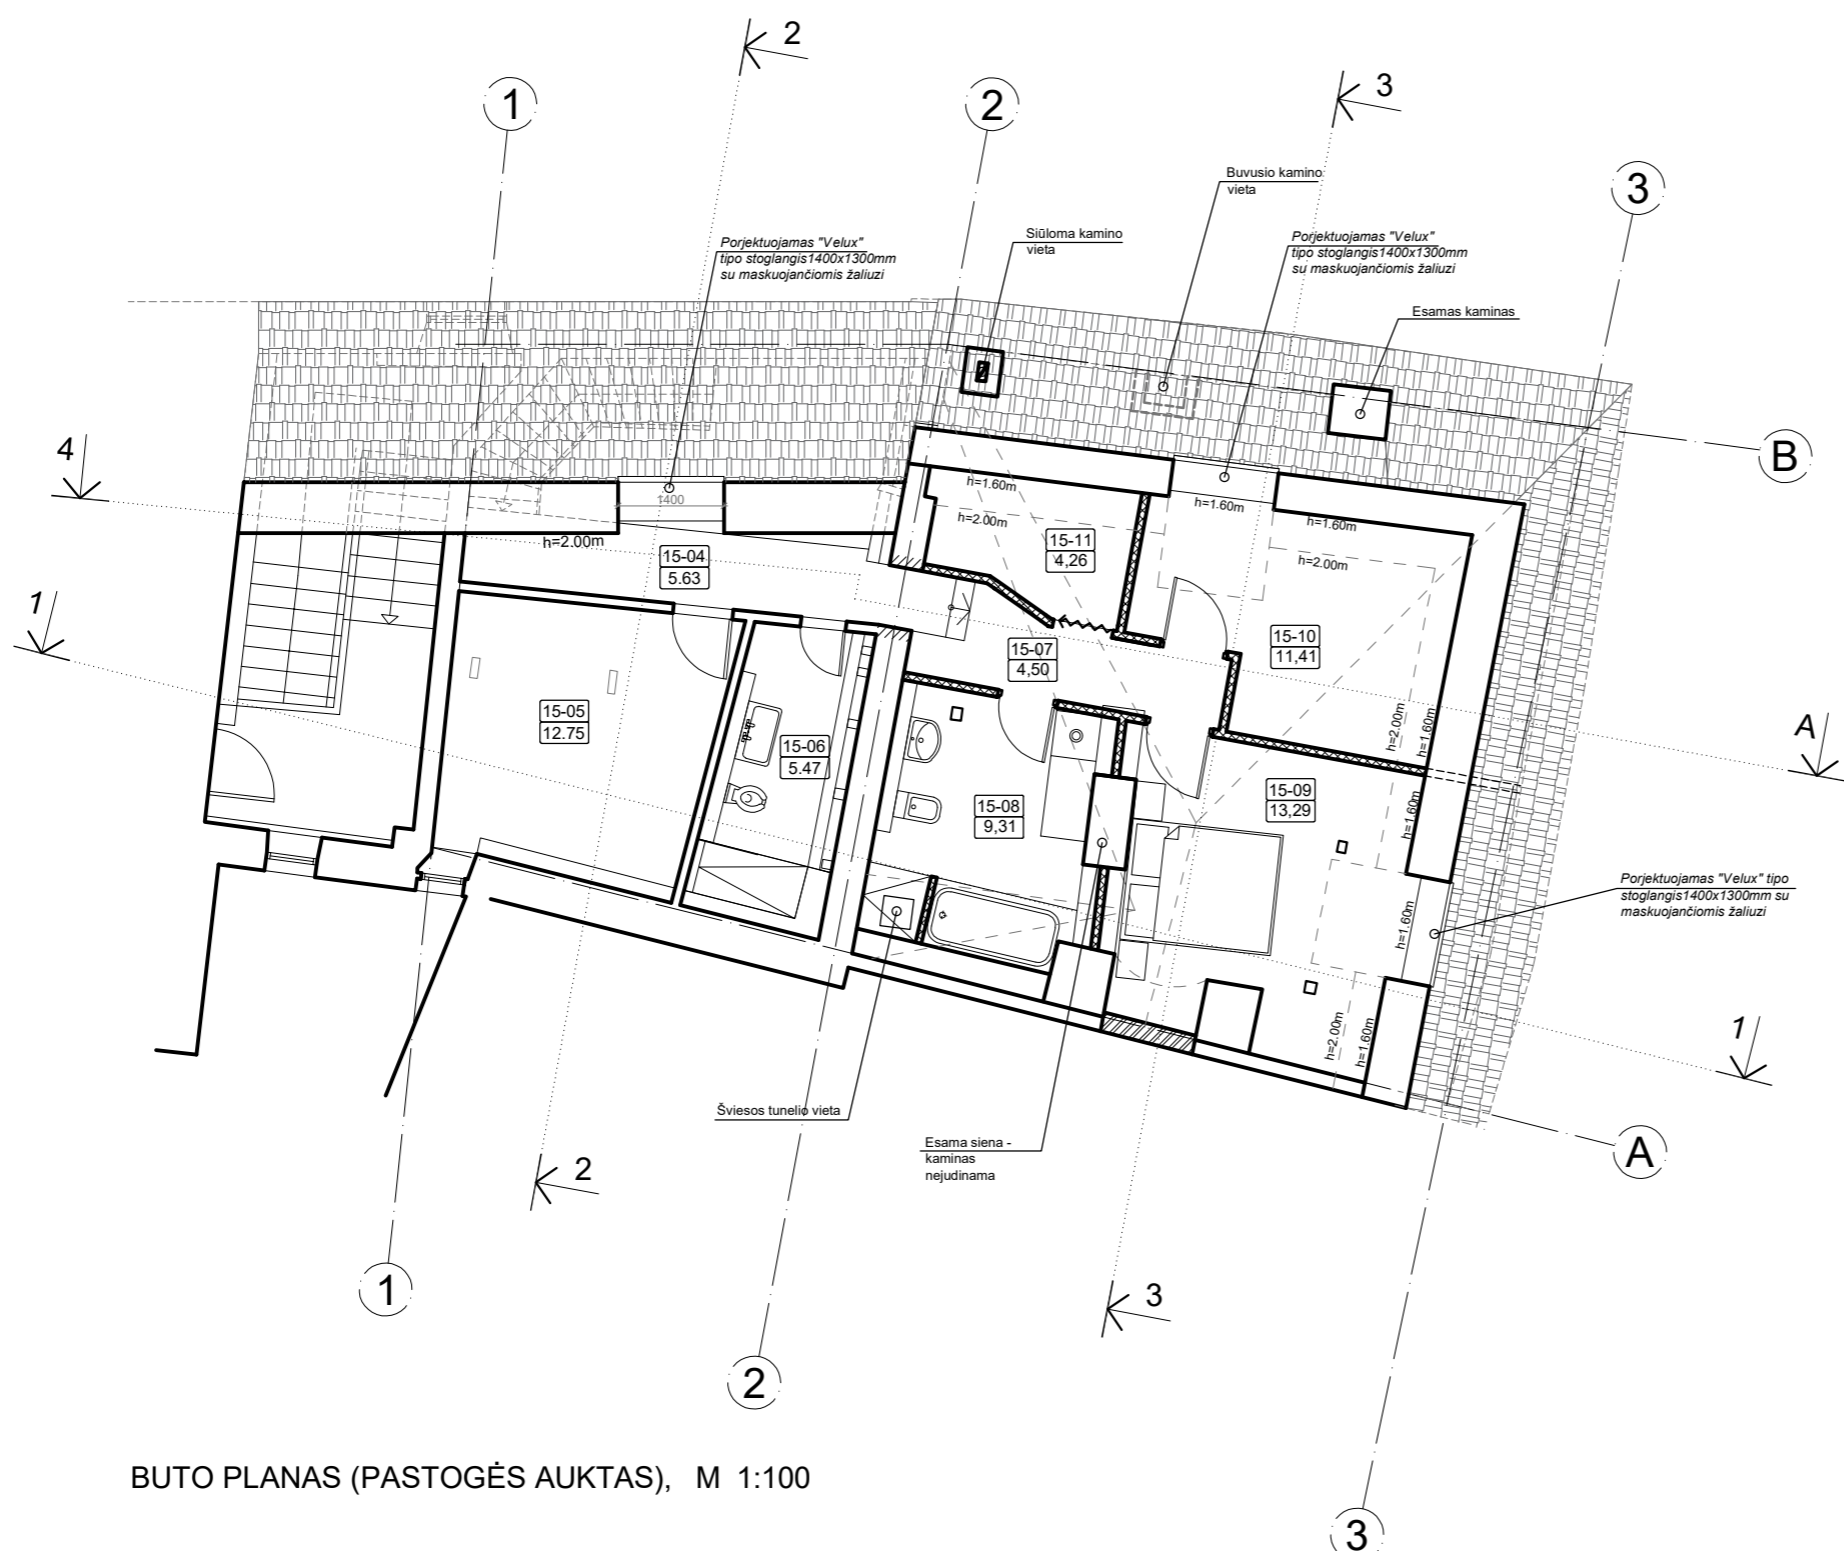 2
3
1
2
3
Buvusio kamino
vieta
Siūloma kamino
vieta
Porjektuojamas "Velux"
tipo stoglangis1400x1300mm
su maskuojančiomis žaliuzi
Porjektuojamas "Velux"
tipo stoglangis1400x1300mm
su maskuojančiomis žaliuzi
Esamas kaminas
4
B
1400
h=1.60m
h=1.60m
h=1.60m
h=2.00m
h=2.00m
h=2.00m
15-04
5.63
15-11
4,26
1
15-07
4,50
15-10
11,41
15-05
12.75
15-06
5.47
h=2.00m
h=1.60m
A
15-08
9,31
15-09
13,29
h=1.60m
Porjektuojamas "Velux" tipo
stoglangis1400x1300mm su
maskuojančiomis žaliuzi
h=1.60m
h=2.00m
h=1.60m
1
Šviesos tunelio vieta
Esama siena -
kaminas
nejudinama
A
2
1
3
2
3
BUTO PLANAS (PASTOGĖS AUKTAS), M 1:100